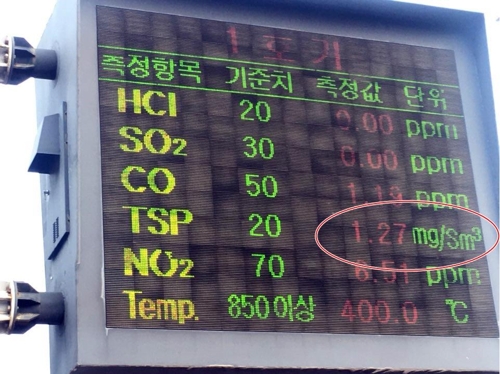 1호기
측정항목 기준치 측정값 단위
HCl 20 0.00 ppm
SO2 30 0.00 ppm
CO 50 1.13 ppm
TSP 20 1.27 mg/Sm³
NO2 70 6.51 ppm
Temp. 850이상 400.0 ℃